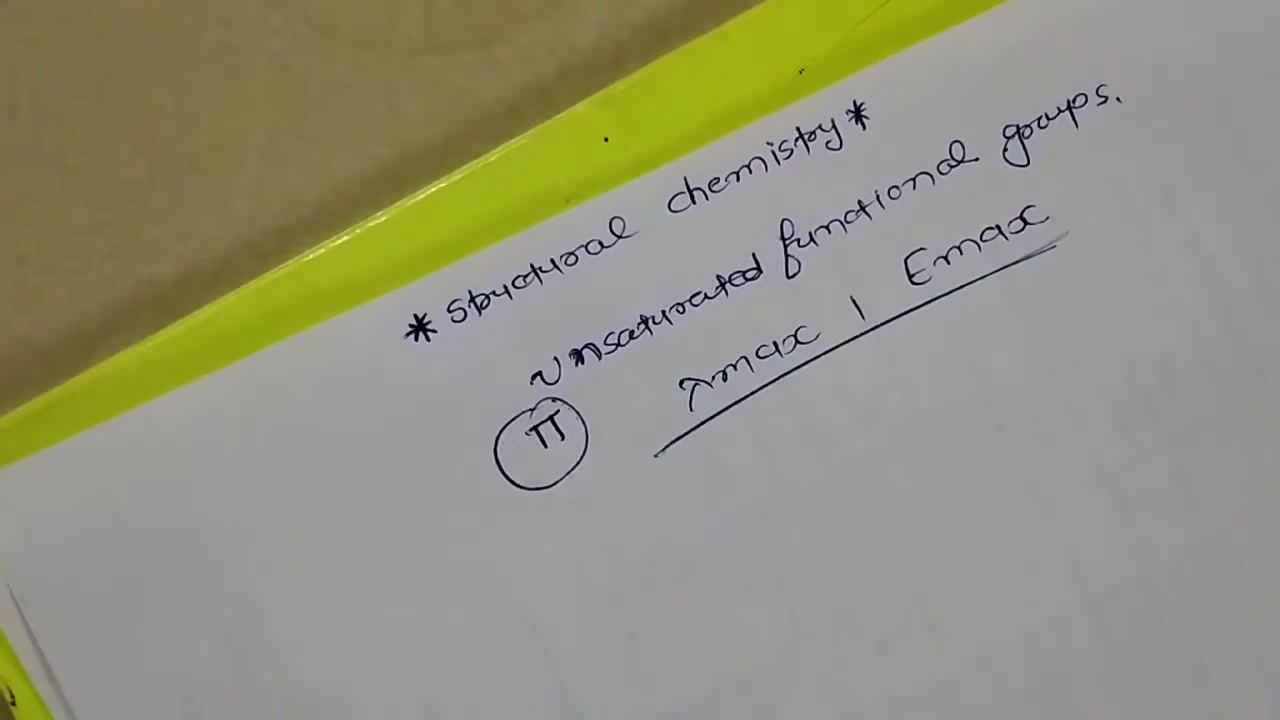 * Structural chemistry *
unsaturated functional groups.
π λmax , Emax